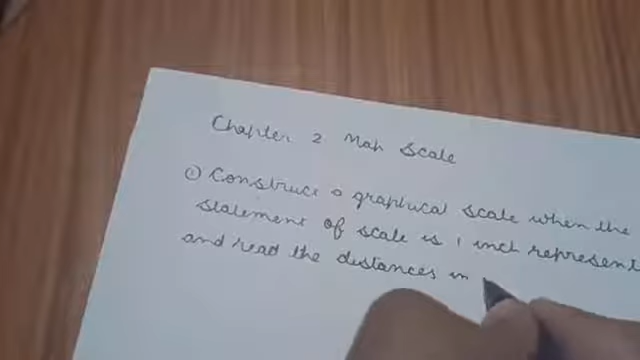 Chapter 2 Map Scale
① Construct a graphical scale when the
statement of scale is 1 inch represent
and read the distances in